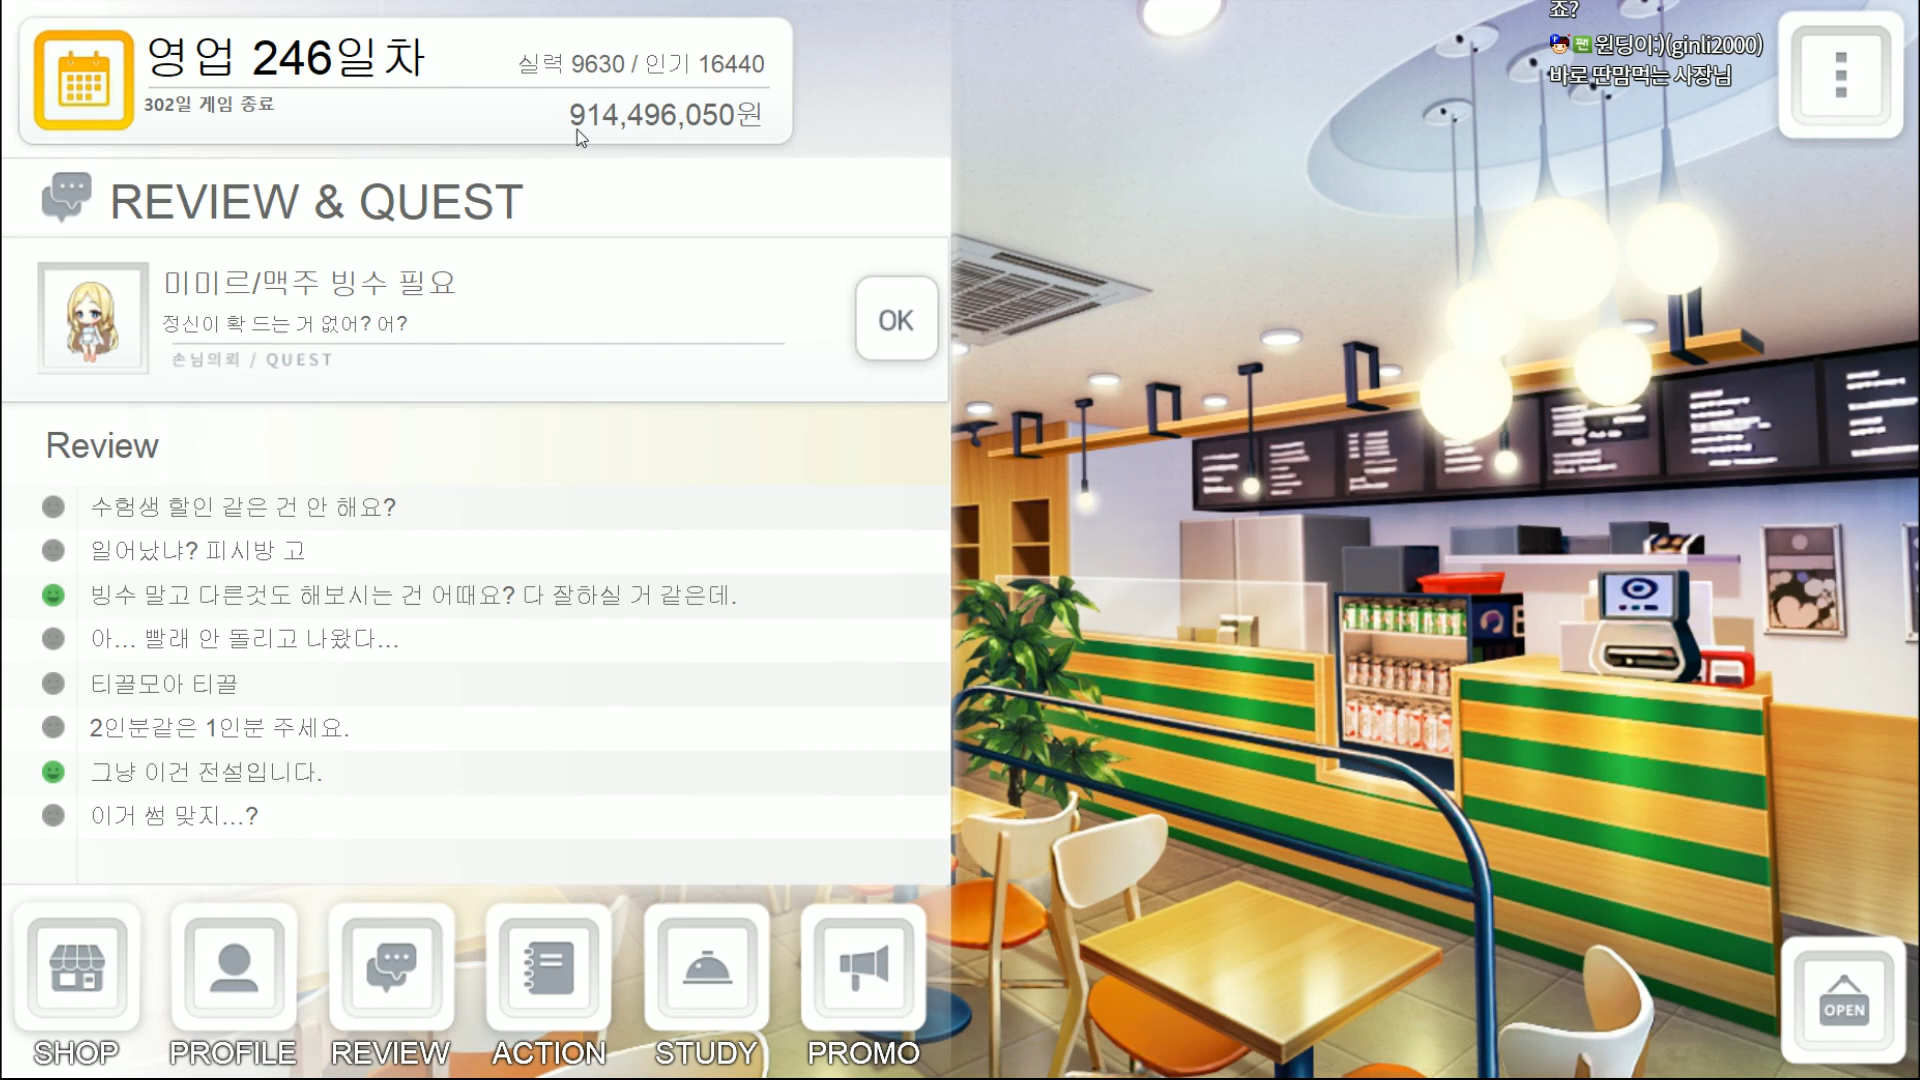 영업 246일차
302일 게임 종료
실력 9630 / 인기 16440
914,496,050원
죠?
팬 원딩이:)(ginli2000)
바로 딴맘먹는 사장님
REVIEW & QUEST
미미르/맥주 빙수 필요
정신이 확 드는 거 없어? 어?
손님의뢰 / QUEST
OK
Review
수험생 할인 같은 건 안 해요?
일어났냐? 피시방 고
빙수 말고 다른것도 해보시는 건 어때요? 다 잘하실 거 같은데.
아... 빨래 안 돌리고 나왔다...
티끌모아 티끌
2인분같은 1인분 주세요.
그냥 이건 전설입니다.
이거 썸 맞지...?
SHOP
PROFILE
REVIEW
ACTION
STUDY
PROMO
OPEN